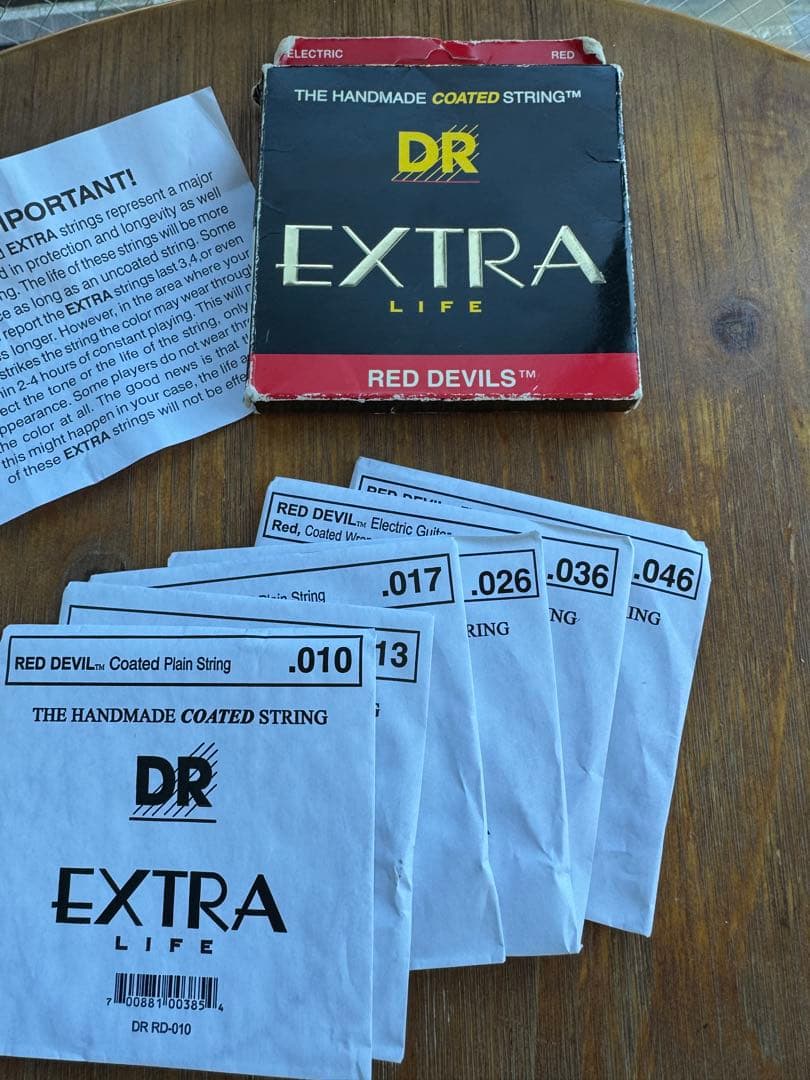 ELECTRIC
RED
THE HANDMADE COATED STRING™
DR
EXTRA
LIFE
RED DEVILS™
IMPORTANT!
EXTRA strings represent a major
in protection and longevity as well
The life of these strings will be more
as long as an uncoated string. Some
report the EXTRA strings last 3,4, or even
longer. However, in the area where your
strikes the string the color may wear through
2-4 hours of constant playing. This will
the tone or the life of the string, only
appearance. Some players do not wear
the color at all. The good news is that
this might happen in your case, the life
of these EXTRA strings will not be
RED DEVIL™ Electric Guitar
Red, Coated
.046
.036
.026
Plain String
.017
13
RED DEVIL™ Coated Plain String
.010
THE HANDMADE COATED STRING
DR
EXTRA
LIFE
7 00881 00385 4
DR RD-010